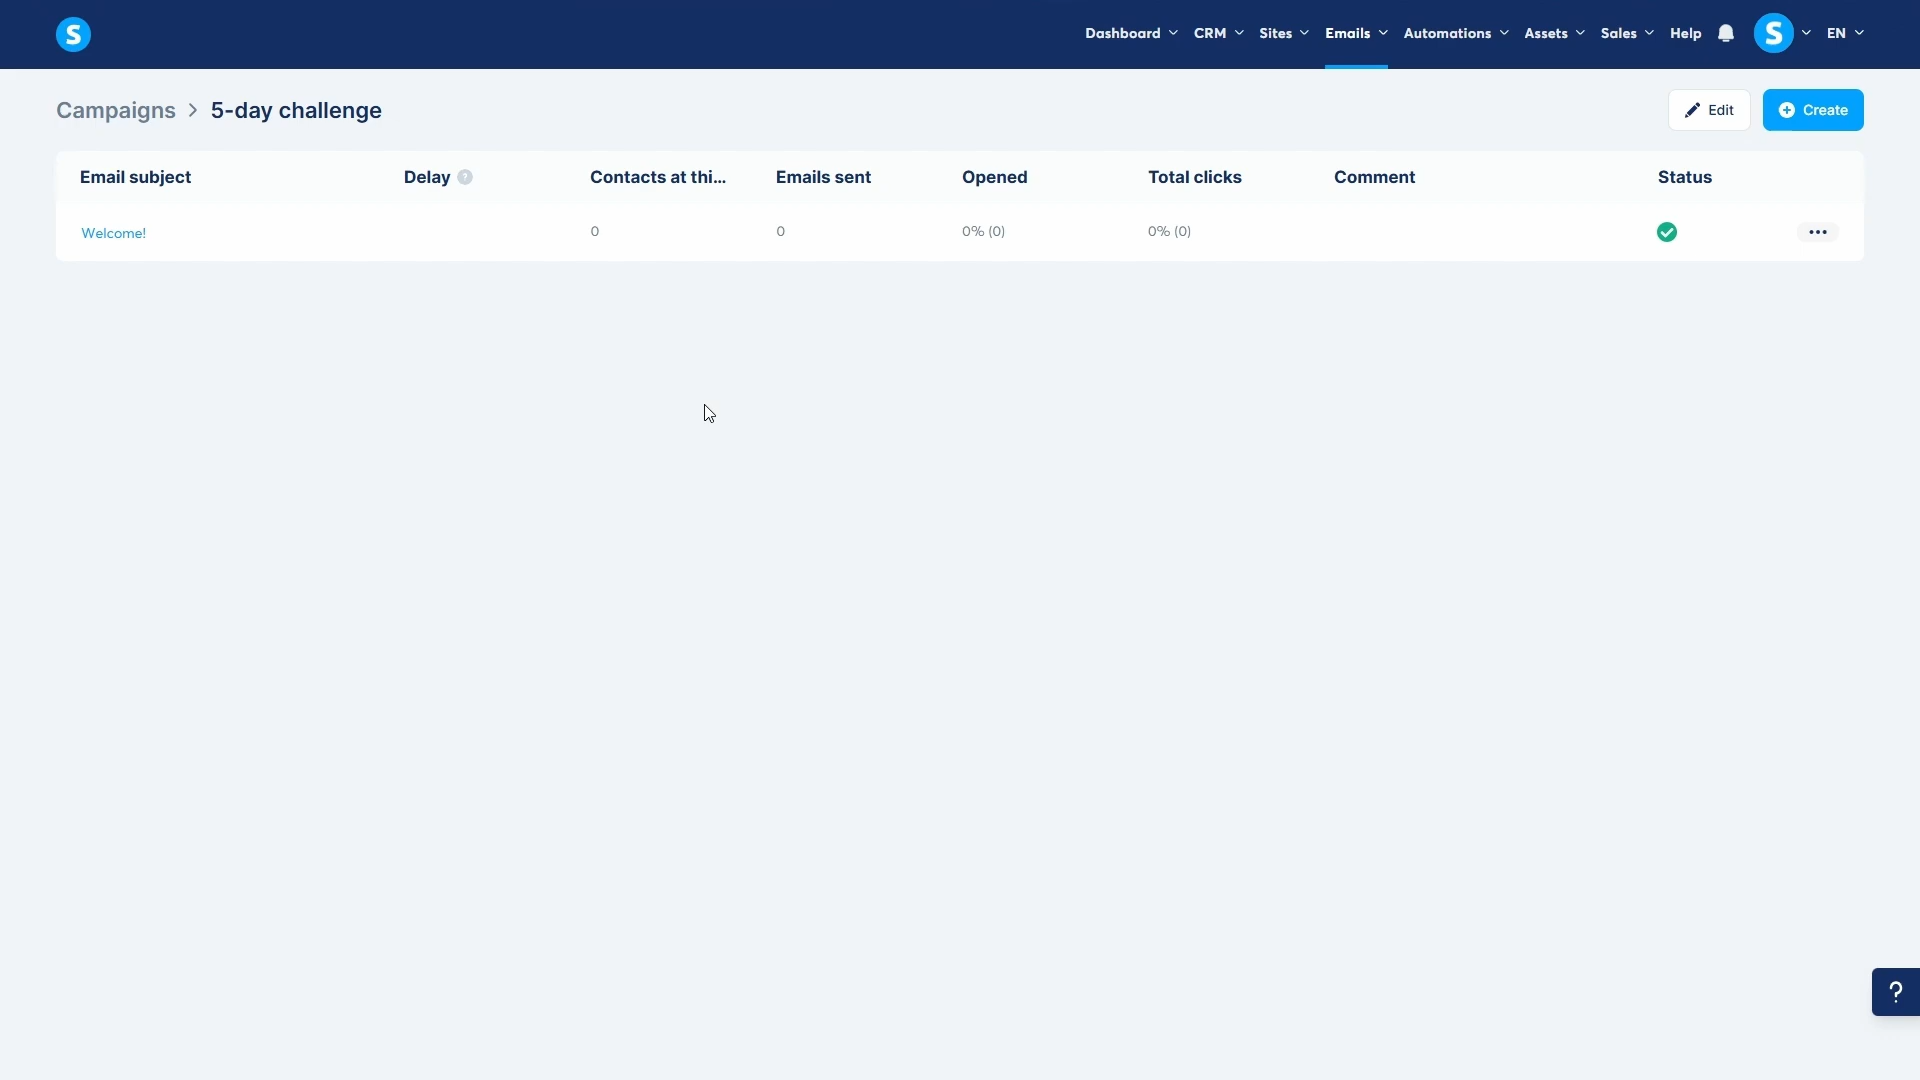 S Dashboard CRM Sites Emails Automations Assets Sales Help S EN
Campaigns > 5-day challenge Edit Create
Email subject Delay ? Contacts at thi... Emails sent Opened Total clicks Comment Status
Welcome! 0 0 0% (0) 0% (0)
?